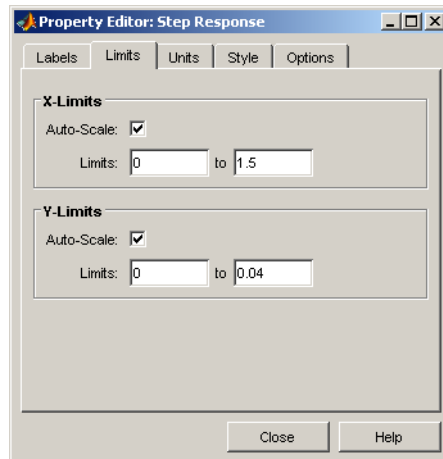 Property Editor: Step Response
Labels Limits Units Style Options
X-Limits
Auto-Scale:
Limits: 0 to 1.5
Y-Limits
Auto-Scale:
Limits: 0 to 0.04
Close Help